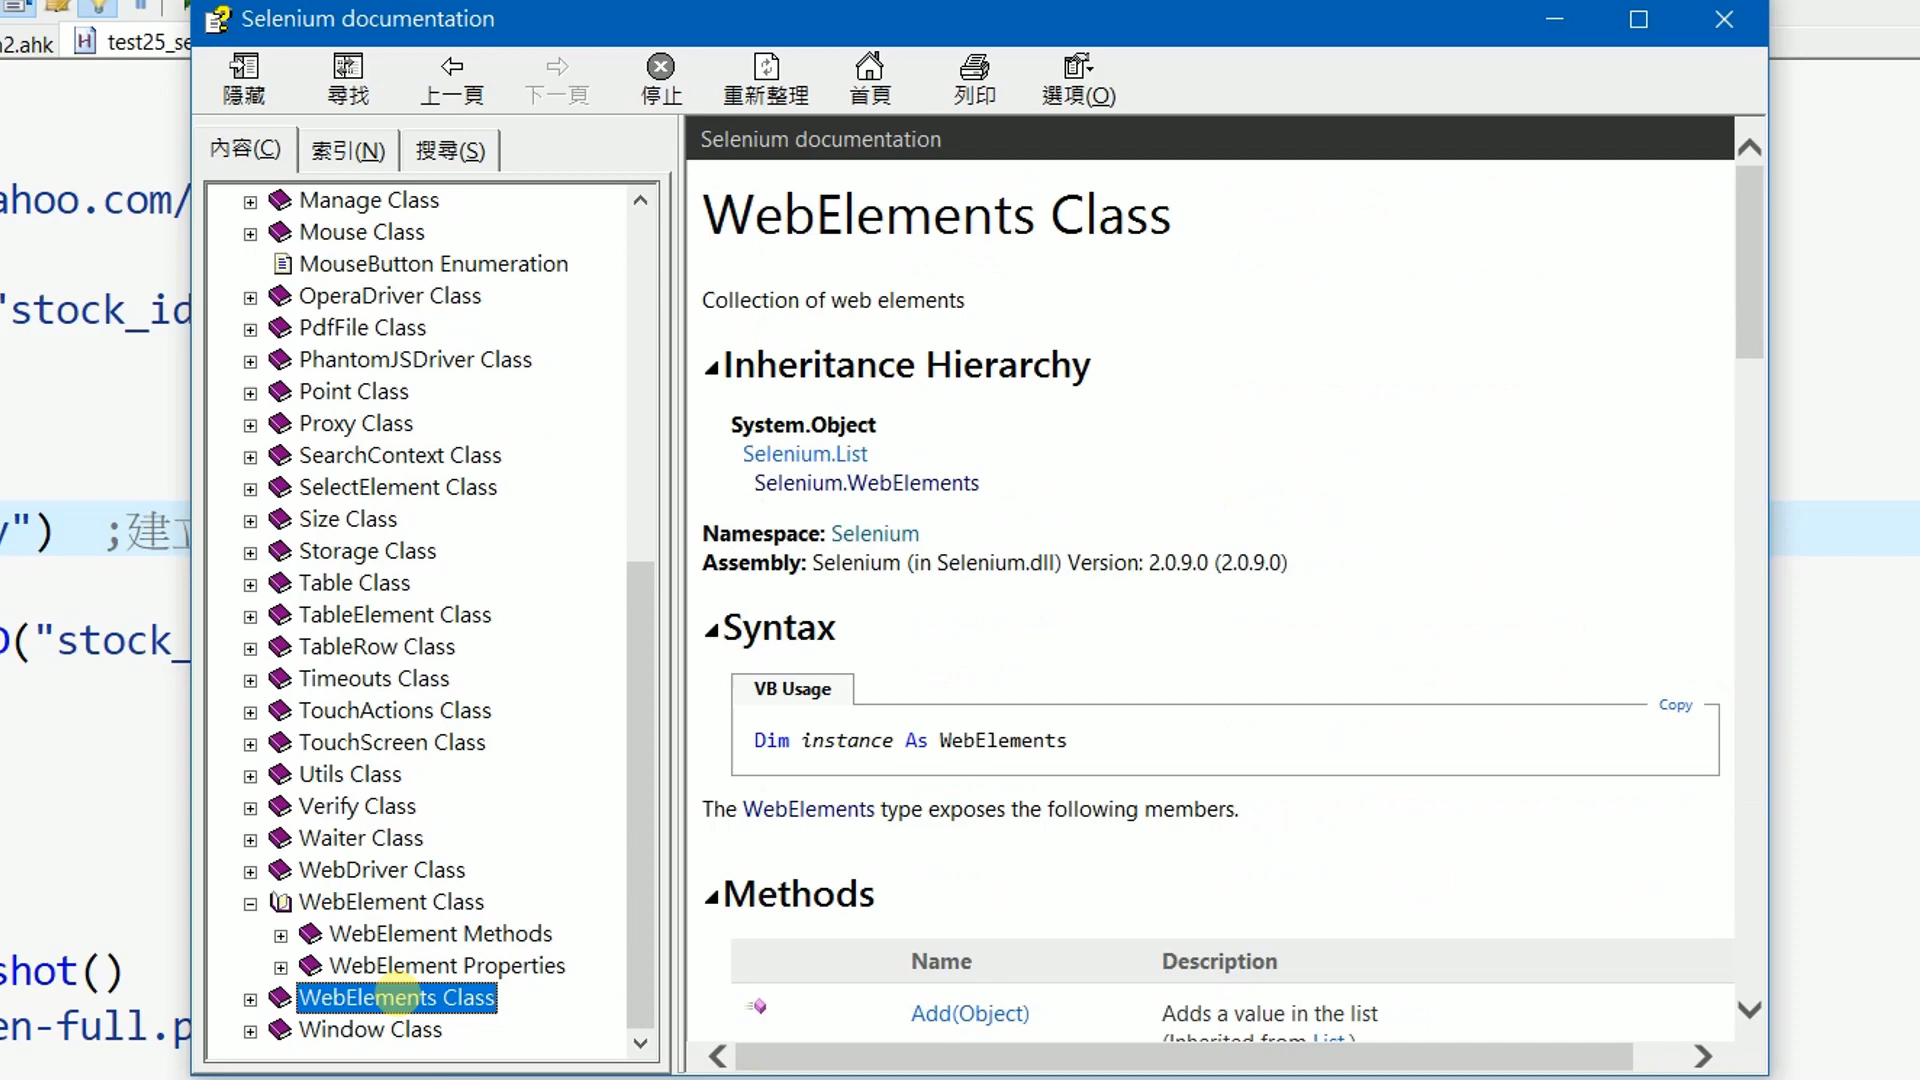 Selenium documentation
n2.ahk
test25_se
隱藏
尋找
上一頁
下一頁
停止
重新整理
首頁
列印
選項(O)
內容(C)
索引(N)
搜尋(S)
Manage Class
Mouse Class
MouseButton Enumeration
OperaDriver Class
PdfFile Class
PhantomJSDriver Class
Point Class
Proxy Class
SearchContext Class
SelectElement Class
Size Class
Storage Class
Table Class
TableElement Class
TableRow Class
Timeouts Class
TouchActions Class
TouchScreen Class
Utils Class
Verify Class
Waiter Class
WebDriver Class
WebElement Class
WebElement Methods
WebElement Properties
WebElements Class
Window Class
Selenium documentation
WebElements Class
Collection of web elements
Inheritance Hierarchy
System.Object
Selenium.List
Selenium.WebElements
Namespace: Selenium
Assembly: Selenium (in Selenium.dll) Version: 2.0.9.0 (2.0.9.0)
Syntax
VB Usage
Copy
Dim instance As WebElements
The WebElements type exposes the following members.
Methods
Name Description
Add(Object) Adds a value in the list
(Inherited from List.)
ahoo.com/
"stock_id
y") ;建立
D("stock_
shot()
en-full.p